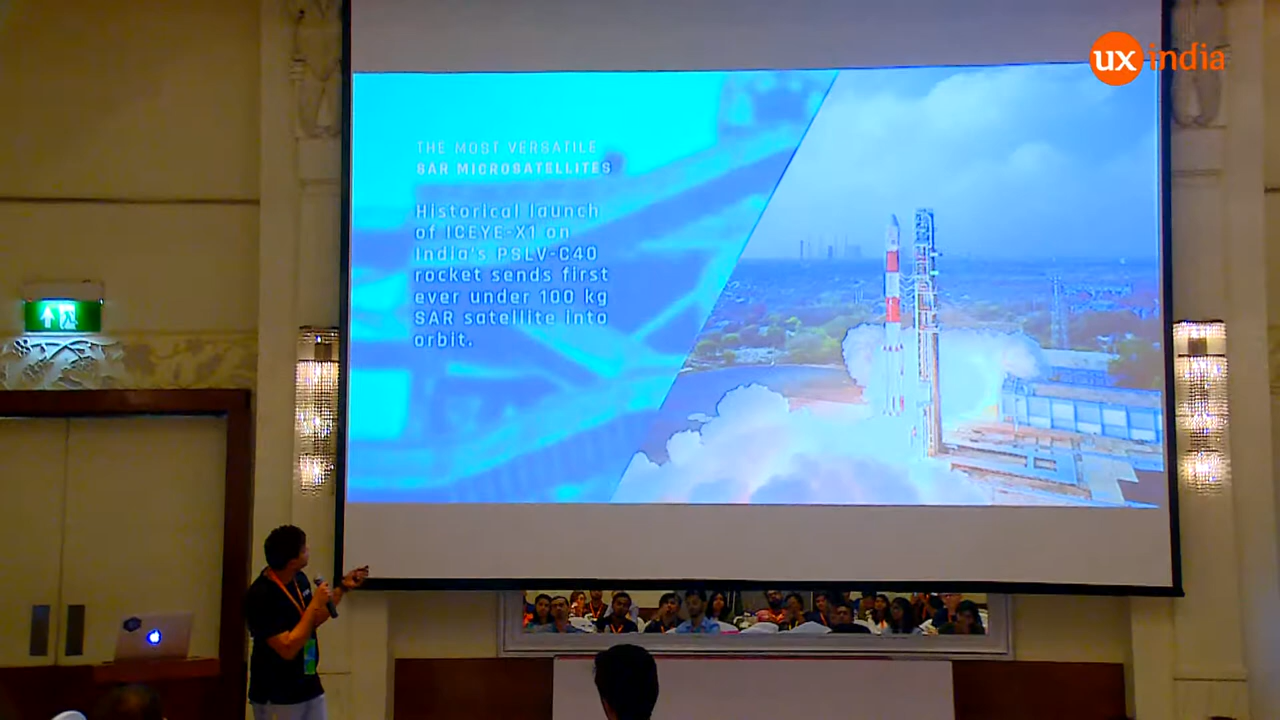 ux india
THE MOST VERSATILE
SAR MICROSATELLITES
Historical launch
of ICEYE-X1 on
India's PSLV-C40
rocket sends first
ever under 100 kg
SAR satellite into
orbit.